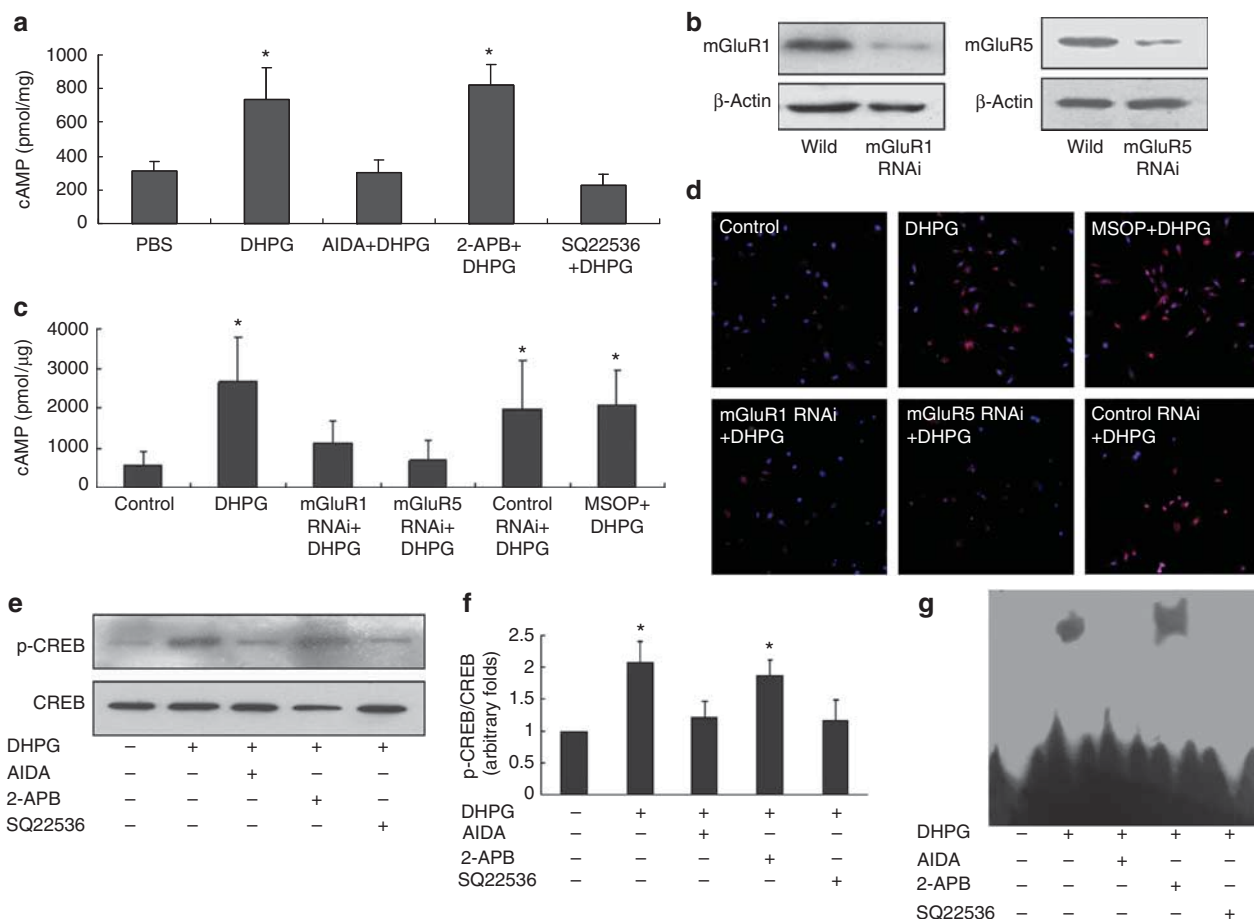 a
cAMP (pmol/mg)
1000
800
600
400
200
0
*
*
PBS
DHPG
AIDA+DHPG
2-APB+
DHPG
SQ22536
+DHPG
b
mGluR1
β-Actin
Wild
mGluR1
RNAi
mGluR5
β-Actin
Wild
mGluR5
RNAi
c
cAMP (pmol/μg)
4000
3000
2000
1000
0
*
*
*
Control
DHPG
mGluR1
RNAi+
DHPG
mGluR5
RNAi+
DHPG
Control
RNAi+
DHPG
MSOP+
DHPG
d
Control
DHPG
MSOP+DHPG
mGluR1 RNAi
+DHPG
mGluR5 RNAi
+DHPG
Control RNAi
+DHPG
e
p-CREB
CREB
DHPG – + + + +
AIDA – – + – –
2-APB – – – + –
SQ22536 – – – – +
f
p-CREB/CREB
(arbitrary folds)
2.5
2
1.5
1
0.5
0
*
*
DHPG – + + + +
AIDA – – + – –
2-APB – – – + –
SQ22536 – – – – +
g
DHPG – + + + +
AIDA – – + – –
2-APB – – – + –
SQ22536 – – – – +